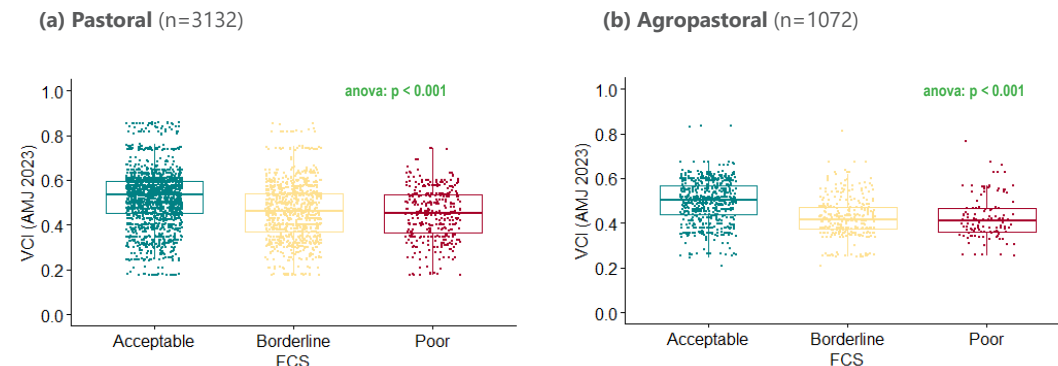 (a) Pastoral (n=3132)
anova: p < 0.001
VCI (AMJ 2023)
1.0
0.8
0.6
0.4
0.2
0.0
Acceptable Borderline Poor
FCS
(b) Agropastoral (n=1072)
anova: p < 0.001
VCI (AMJ 2023)
1.0
0.8
0.6
0.4
0.2
0.0
Acceptable Borderline Poor
FCS